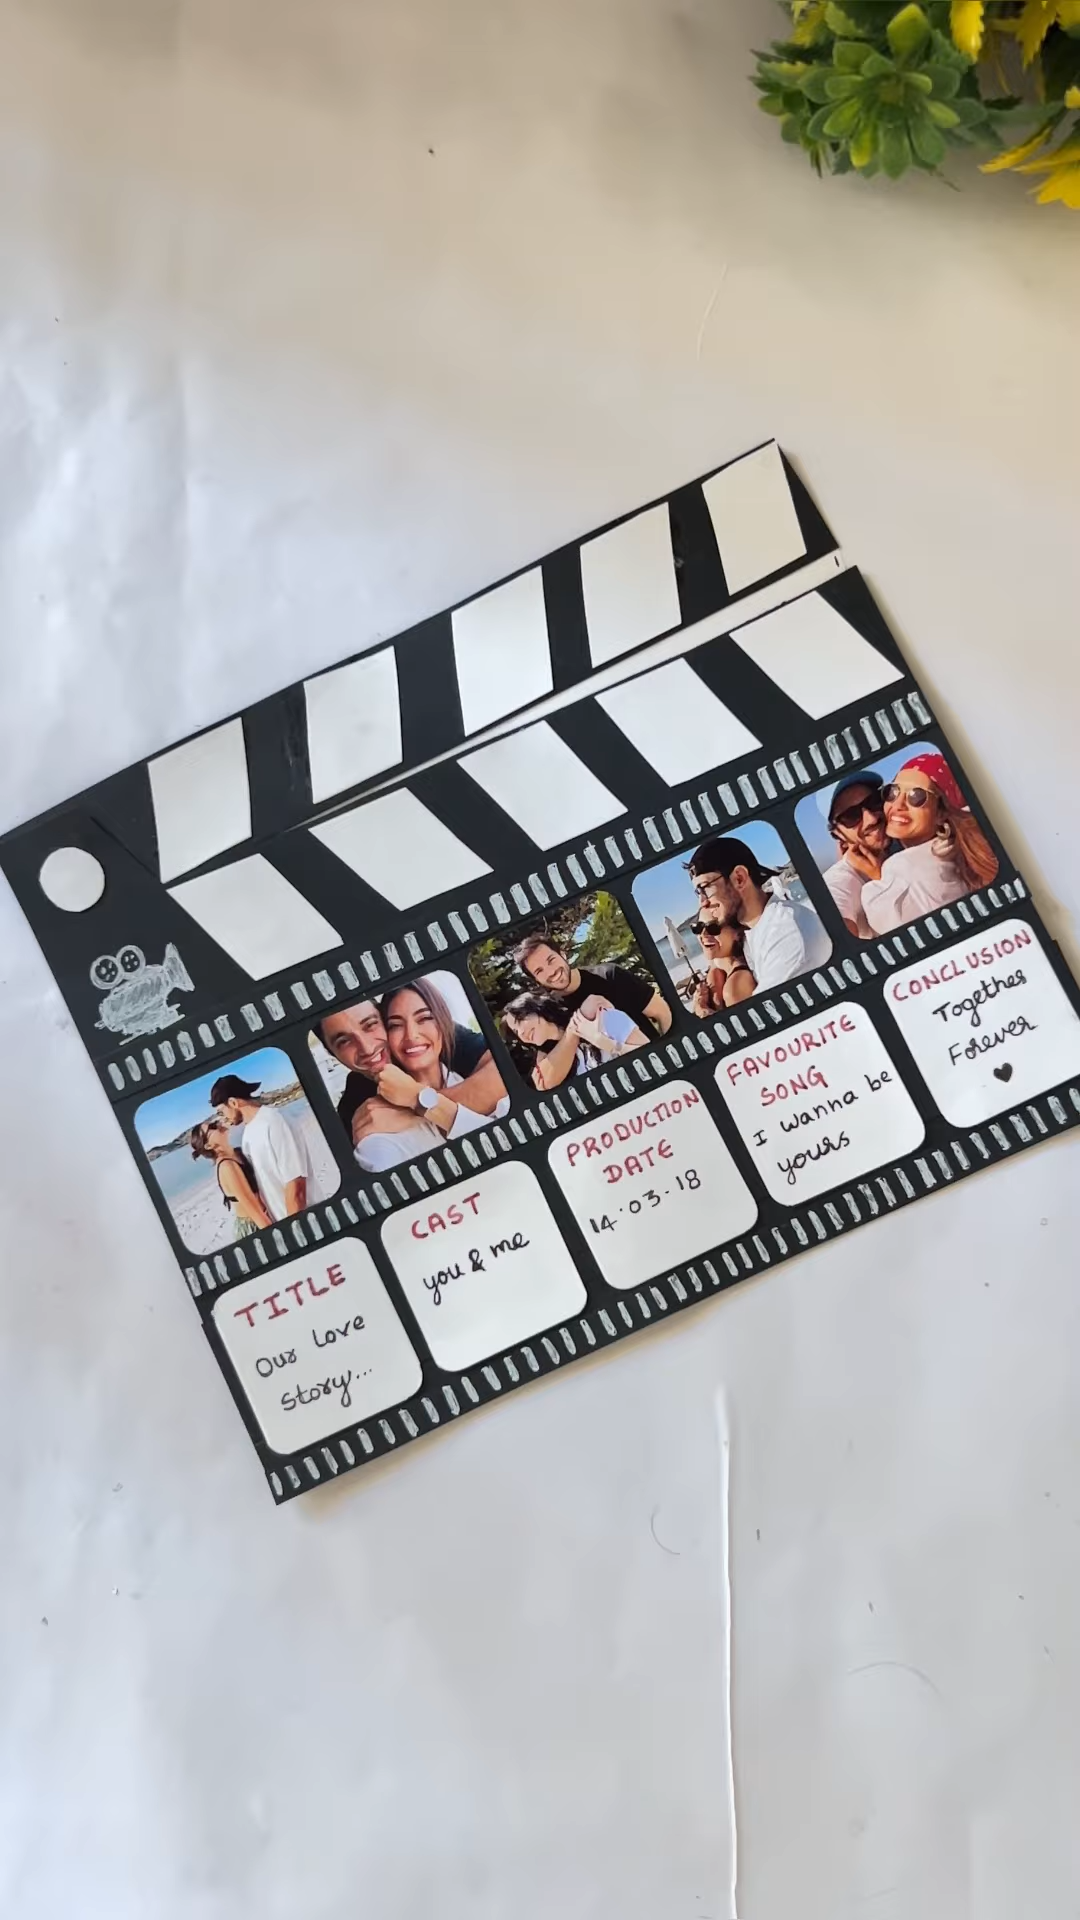 TITLE
Our love
story...
CAST
you & me
PRODUCTION
DATE
14.03.18
FAVOURITE
SONG
I wanna be
yours
CONCLUSION
Together
Forever
♥